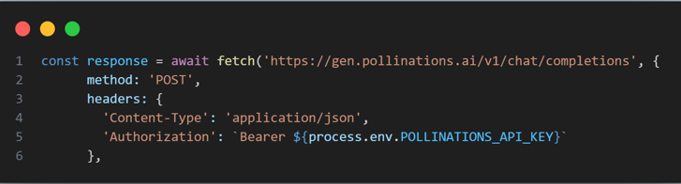 1 const response = await fetch('https://gen.pollinations.ai/v1/chat/completions', {
2 method: 'POST',
3 headers: {
4 'Content-Type': 'application/json',
5 'Authorization': `Bearer ${process.env.POLLINATIONS_API_KEY}`
6 },